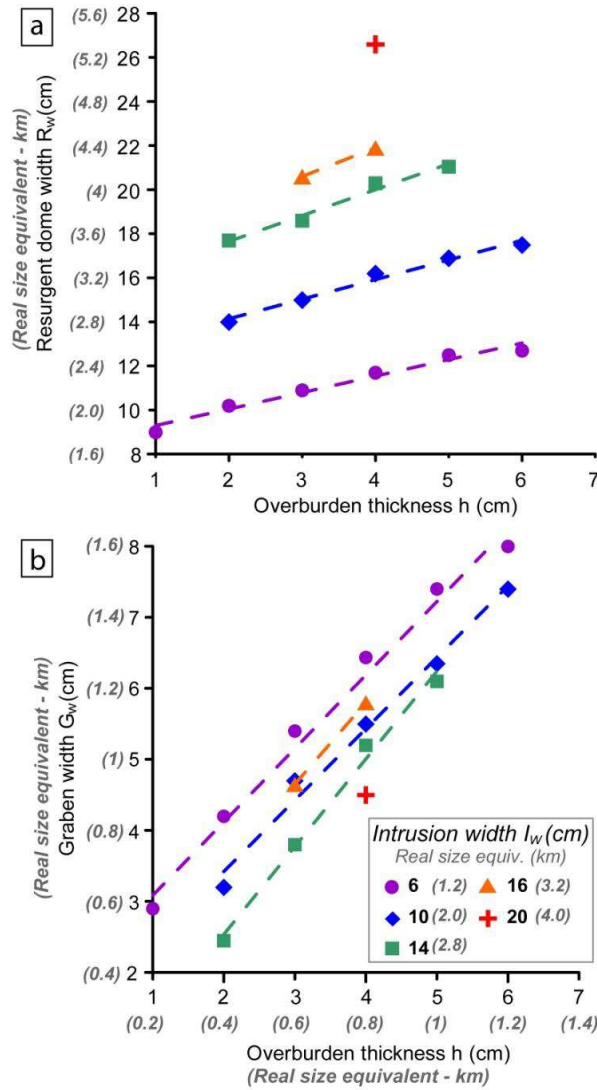 a
(Real size equivalent - km)
Resurgent dome width Rw(cm)
(5.6)
28
(5.2)
26
(4.8)
24
(4.4)
22
(4)
20
(3.6)
18
(3.2)
16
(2.8)
14
(2.4)
12
(2.0)
10
(1.6)
8
1 2 3 4 5 6 7
Overburden thickness h (cm)
b
(Real size equivalent - km)
Graben width Gw(cm)
(1.6) 8
(1.4) 7
(1.2) 6
(1) 5
(0.8) 4
(0.6) 3
(0.4) 2
Intrusion width Iw(cm)
Real size equiv. (km)
6 (1.2) 16 (3.2)
10 (2.0) 20 (4.0)
14 (2.8)
1 2 3 4 5 6 7
(0.2) (0.4) (0.6) (0.8) (1) (1.2) (1.4)
Overburden thickness h (cm)
(Real size equivalent - km)